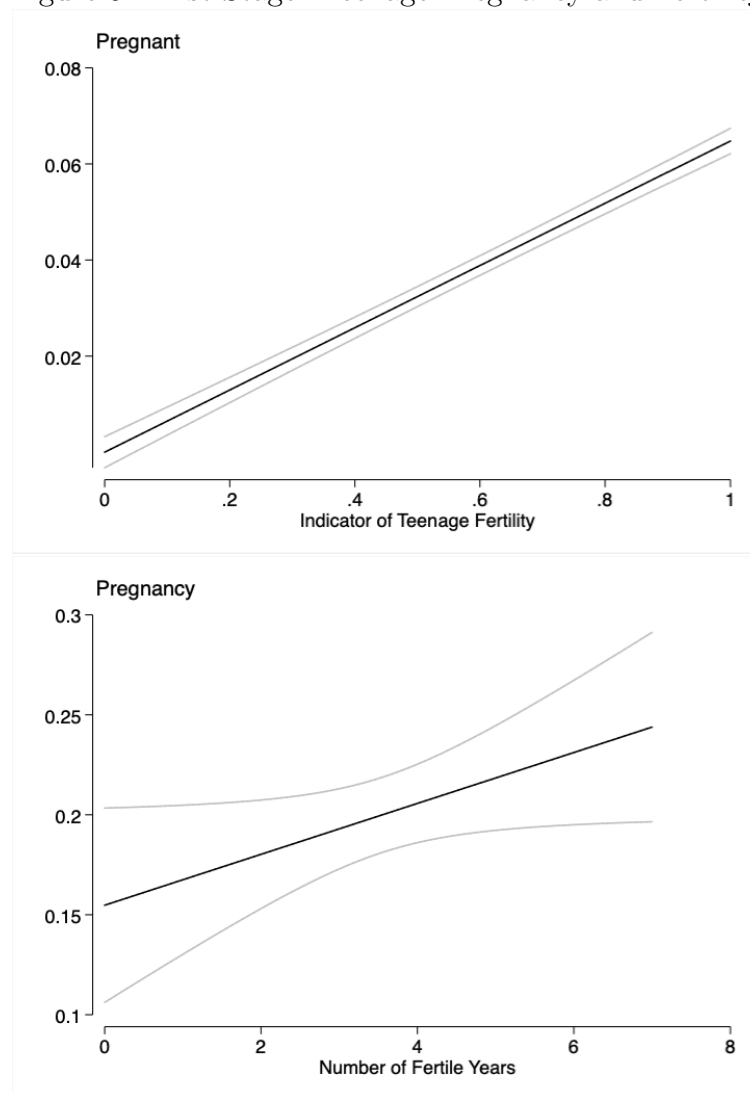 Pregnant
0.08
0.06
0.04
0.02
0 .2 .4 .6 .8 1
Indicator of Teenage Fertility
Pregnancy
0.3
0.25
0.2
0.15
0.1
0 2 4 6 8
Number of Fertile Years